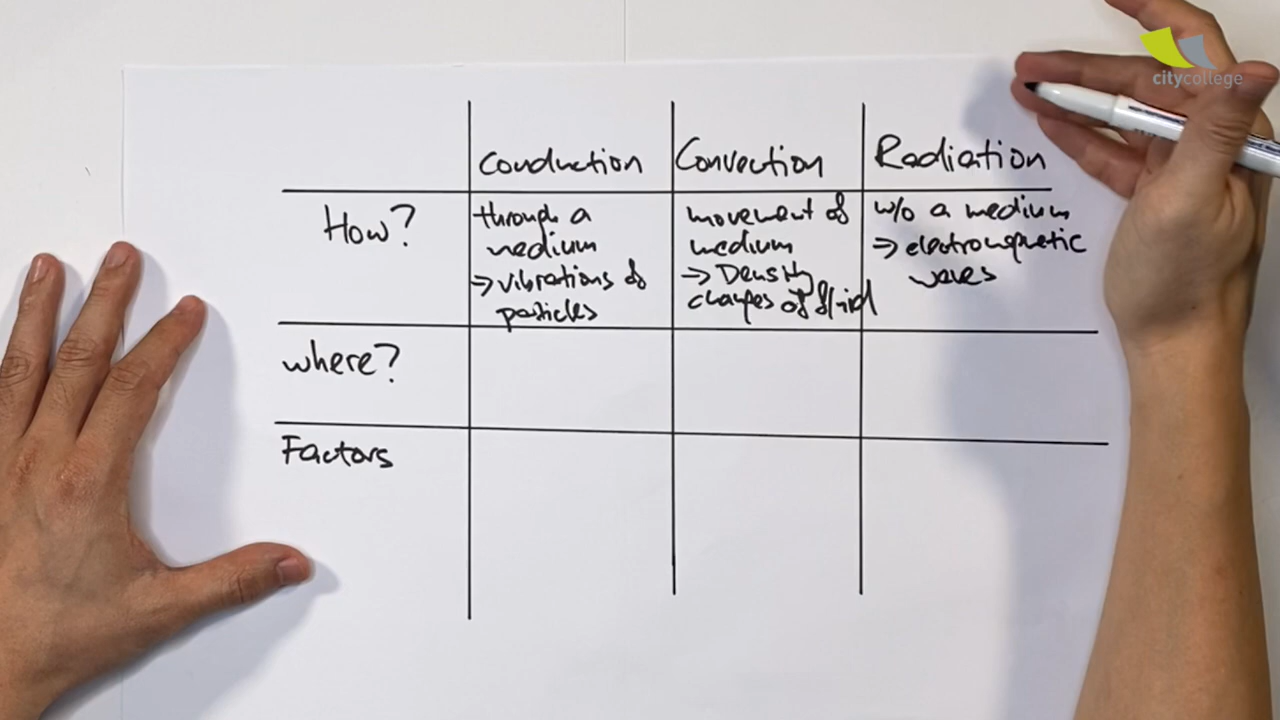 citycollege
Conduction Convection Radiation
How?
through a
medium
⇒ vibrations of
particles
movement of
medium
⇒ Density
changes of fluid
w/o a medium
⇒ electromagnetic
waves
where?
Factors